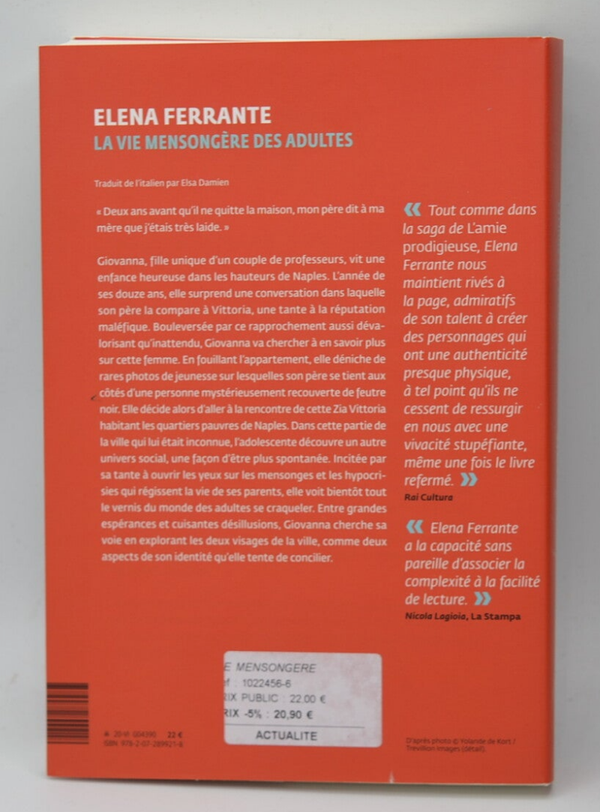 ELENA FERRANTE
LA VIE MENSONGÈRE DES ADULTES
Traduit de l'italien par Elsa Damien
« Deux ans avant qu'il ne quitte la maison, mon père dit à ma
mère que j'étais très laide. »
Giovanna, fille unique d'un couple de professeurs, vit une
enfance heureuse dans les hauteurs de Naples. L'année de
ses douze ans, elle surprend une conversation dans laquelle
son père la compare à Vittoria, une tante à la réputation
maléfique. Bouleversée par ce rapprochement aussi déva-
lorisant qu'inattendu, Giovanna va chercher à en savoir plus
sur cette femme. En fouillant l'appartement, elle déniche de
rares photos de jeunesse sur lesquelles son père se tient aux
côtés d'une personne mystérieusement recouverte de feutre
noir. Elle décide alors d'aller à la rencontre de cette Zia Vittoria
habitant les quartiers pauvres de Naples. Dans cette partie de
la ville qui lui était inconnue, l'adolescente découvre un autre
univers social, une façon d'être plus spontanée. Incitée par
sa tante à ouvrir les yeux sur les mensonges et les hypocri-
sies qui régissent la vie de ses parents, elle voit bientôt tout
le vernis du monde des adultes se craqueler. Entre grandes
espérances et cuisantes désillusions, Giovanna cherche sa
voie en explorant les deux visages de la ville, comme deux
aspects de son identité qu'elle tente de concilier.
« Tout comme dans
la saga de L'amie
prodigieuse, Elena
Ferrante nous
maintient rivés à
la page, admiratifs
de son talent à créer
des personnages qui
ont une authenticité
presque physique,
à tel point qu'ils ne
cessent de ressurgir
en nous avec une
vivacité stupéfiante,
même une fois le livre
refermé. »
Rai Cultura
« Elena Ferrante
a la capacité sans
pareille d'associer la
complexité à la facilité
de lecture. »
Nicola Lagioia, La Stampa
E MENSONGERE
f : 1022456-6
RIX PUBLIC : 22,00 €
RIX -5% : 20,90 €
ACTUALITE
22 €
ISBN 978-2-07-289921-8
D'après photo © Yolande de Kort /
Trevillion Images (détail).